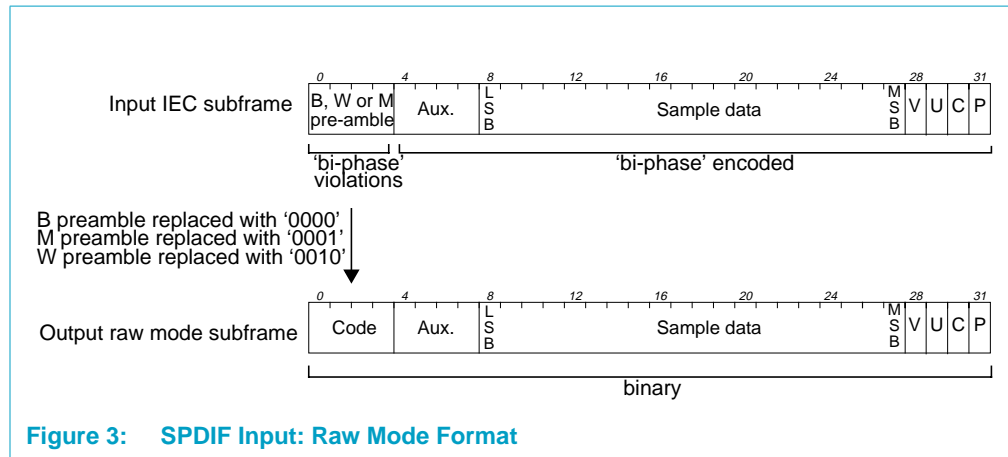 0 4 8 12 16 20 24 28 31
Input IEC subframe
B, W or M
pre-amble
Aux.
L
S
B
Sample data
M
S
B
V U C P
‘bi-phase’
violations
‘bi-phase’ encoded
B preamble replaced with ‘0000’
M preamble replaced with ‘0001’
W preamble replaced with ‘0010’
0 4 8 12 16 20 24 28 31
Output raw mode subframe
Code
Aux.
L
S
B
Sample data
M
S
B
V U C P
binary
Figure 3: SPDIF Input: Raw Mode Format